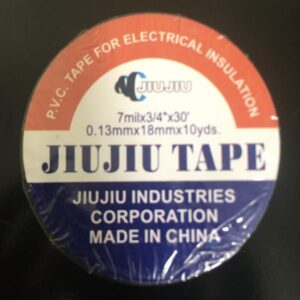 P.V.C. TAPE FOR ELECTRICAL INSULATION
JIUJIU
7milx3/4"x30'
0.13mmx18mmx10yds.
JIUJIU TAPE
JIUJIU INDUSTRIES
CORPORATION
MADE IN CHINA